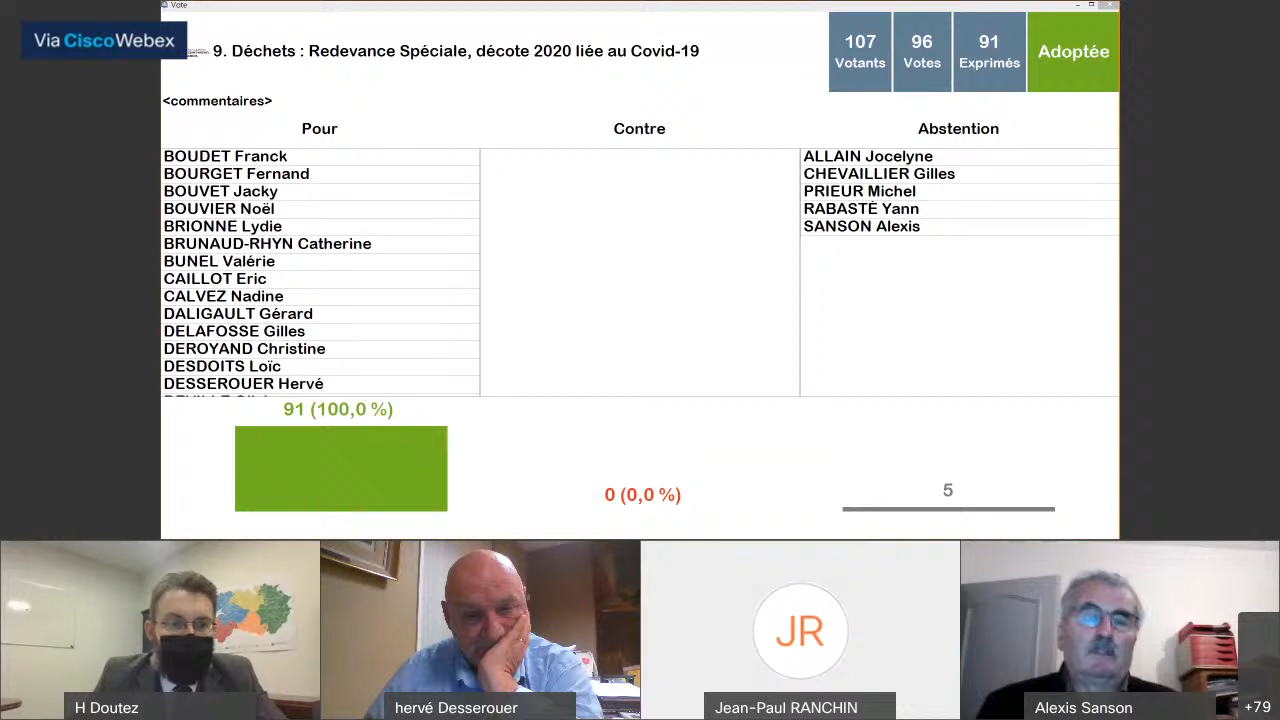 Vote
Via CiscoWebex
9. Déchets : Redevance Spéciale, décote 2020 liée au Covid-19
107
Votants
96
Votes
91
Exprimés
Adoptée
<commentaires>
Pour
Contre
Abstention
BOUDET Franck
BOURGET Fernand
BOUVET Jacky
BOUVIER Noël
BRIONNE Lydie
BRUNAUD-RHYN Catherine
BUNEL Valérie
CAILLOT Eric
CALVEZ Nadine
DALIGAULT Gérard
DELAFOSSE Gilles
DEROYAND Christine
DESDOITS Loïc
DESSEROUER Hervé
ALLAIN Jocelyne
CHEVAILLIER Gilles
PRIEUR Michel
RABASTÉ Yann
SANSON Alexis
91 (100,0 %)
0 (0,0 %)
5
H Doutez
hervé Desserouer
JR
Jean-Paul RANCHIN
Alexis Sanson
+79